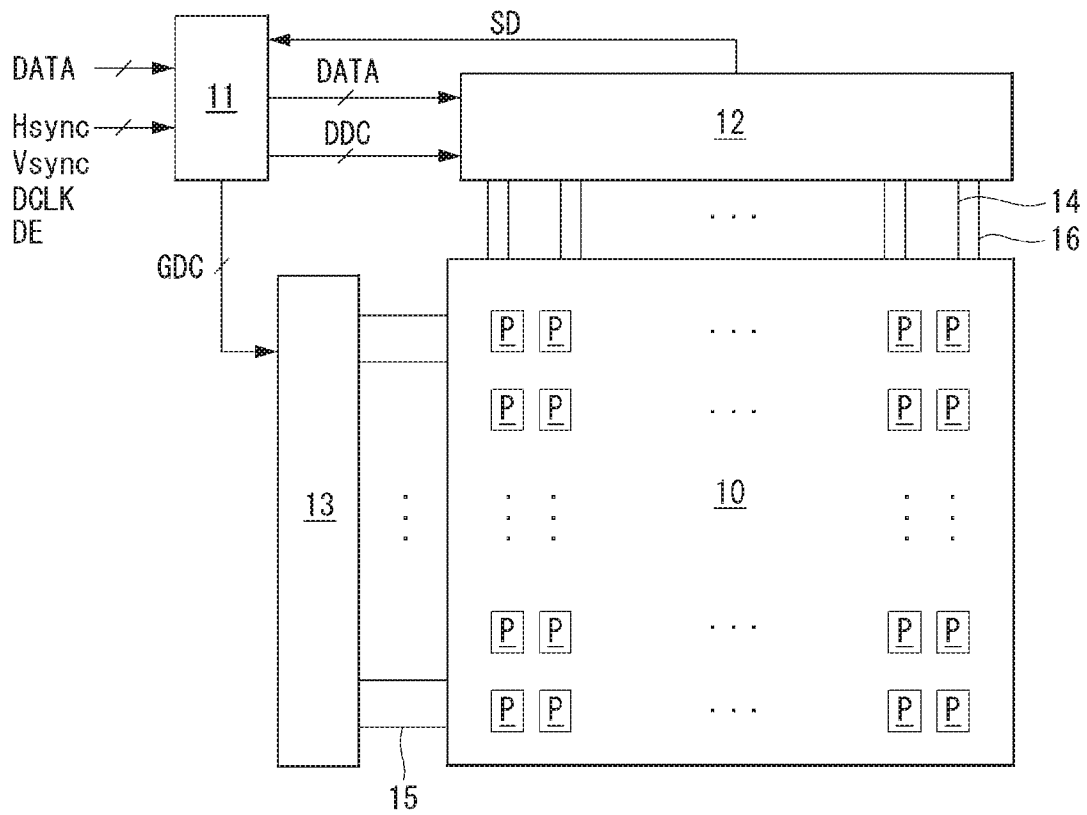 SD
DATA
11
DATA
12
Hsync
DDC
Vsync
DCLK
14
DE
. . .
16
GDC
P P . . . P P
P P . . . P P
13
10
P P . . . P P
P P . . . P P
15